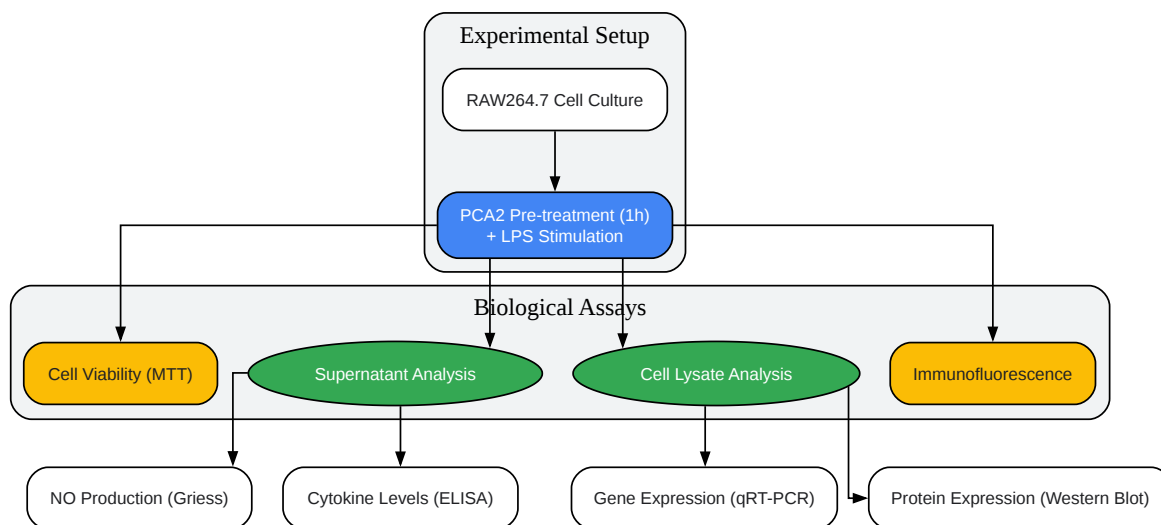 Experimental Setup
RAW264.7 Cell Culture
PCA2 Pre-treatment (1h)
+ LPS Stimulation
Biological Assays
Cell Viability (MTT)
Supernatant Analysis
Cell Lysate Analysis
Immunofluorescence
NO Production (Griess)
Cytokine Levels (ELISA)
Gene Expression (qRT-PCR)
Protein Expression (Western Blot)